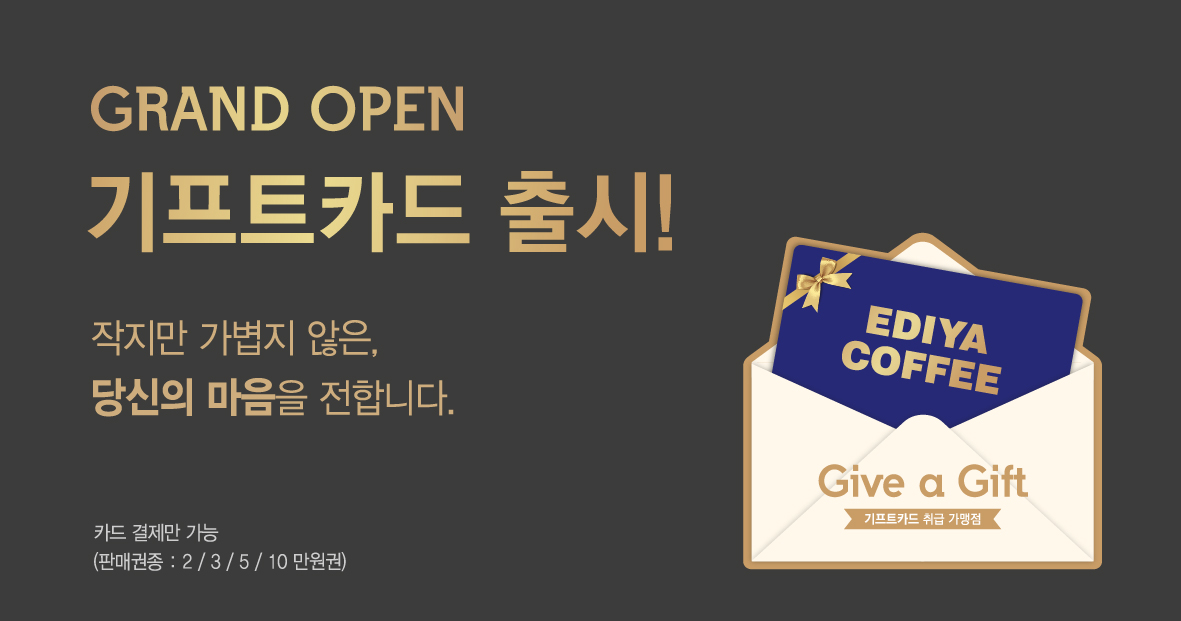 GRAND OPEN
기프트카드 출시!
작지만 가볍지 않은,
당신의 마음을 전합니다.
카드 결제만 가능
(판매권종 : 2 / 3 / 5 / 10 만원권)
EDIYA
COFFEE
Give a Gift
기프트카드 취급 가맹점